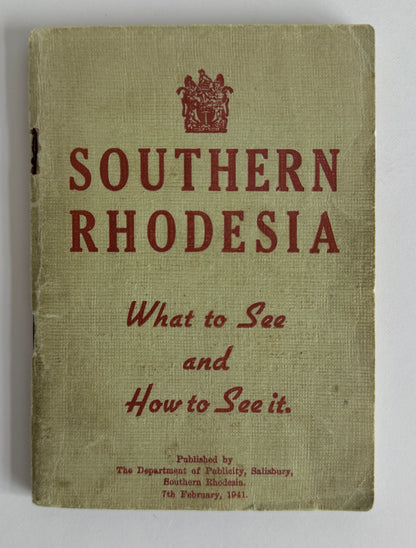 SOUTHERN
RHODESIA
What to See
and
How to See it.
Published by
The Department of Publicity, Salisbury,
Southern Rhodesia.
7th February, 1941.